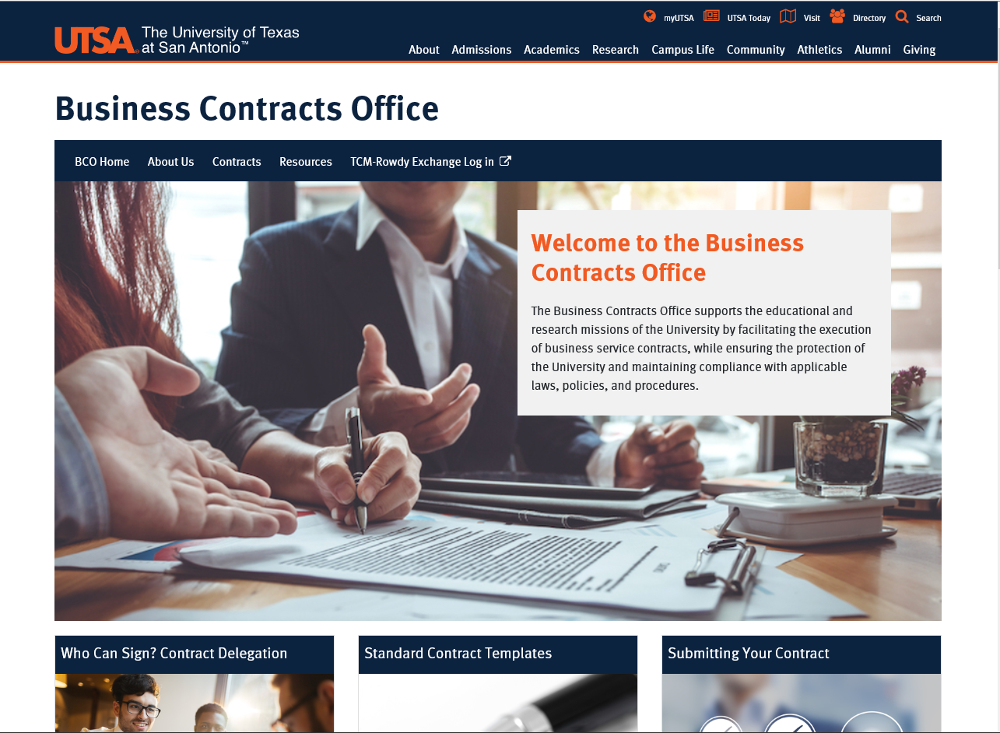 myUTSA UTSA Today Visit Directory Search
UTSA® The University of Texas
at San Antonio™
About Admissions Academics Research Campus Life Community Athletics Alumni Giving
Business Contracts Office
BCO Home About Us Contracts Resources TCM-Rowdy Exchange Log in
Welcome to the Business
Contracts Office
The Business Contracts Office supports the educational and
research missions of the University by facilitating the execution
of business service contracts, while ensuring the protection of
the University and maintaining compliance with applicable
laws, policies, and procedures.
Who Can Sign? Contract Delegation
Standard Contract Templates
Submitting Your Contract